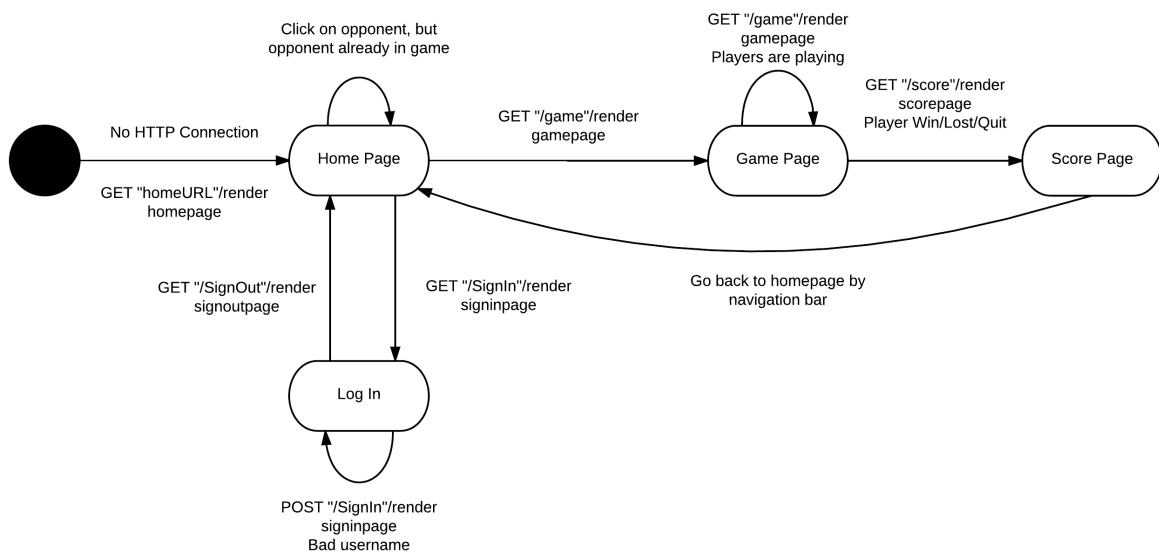 Click on opponent, but
opponent already in game
GET "/game"/render
gamepage
Players are playing
GET "/score"/render
scorepage
Player Win/Lost/Quit
No HTTP Connection
GET "/game"/render
gamepage
Home Page
Game Page
Score Page
GET "homeURL"/render
homepage
GET "/SignOut"/render
signoutpage
GET "/SignIn"/render
signinpage
Go back to homepage by
navigation bar
Log In
POST "/SignIn"/render
signinpage
Bad username